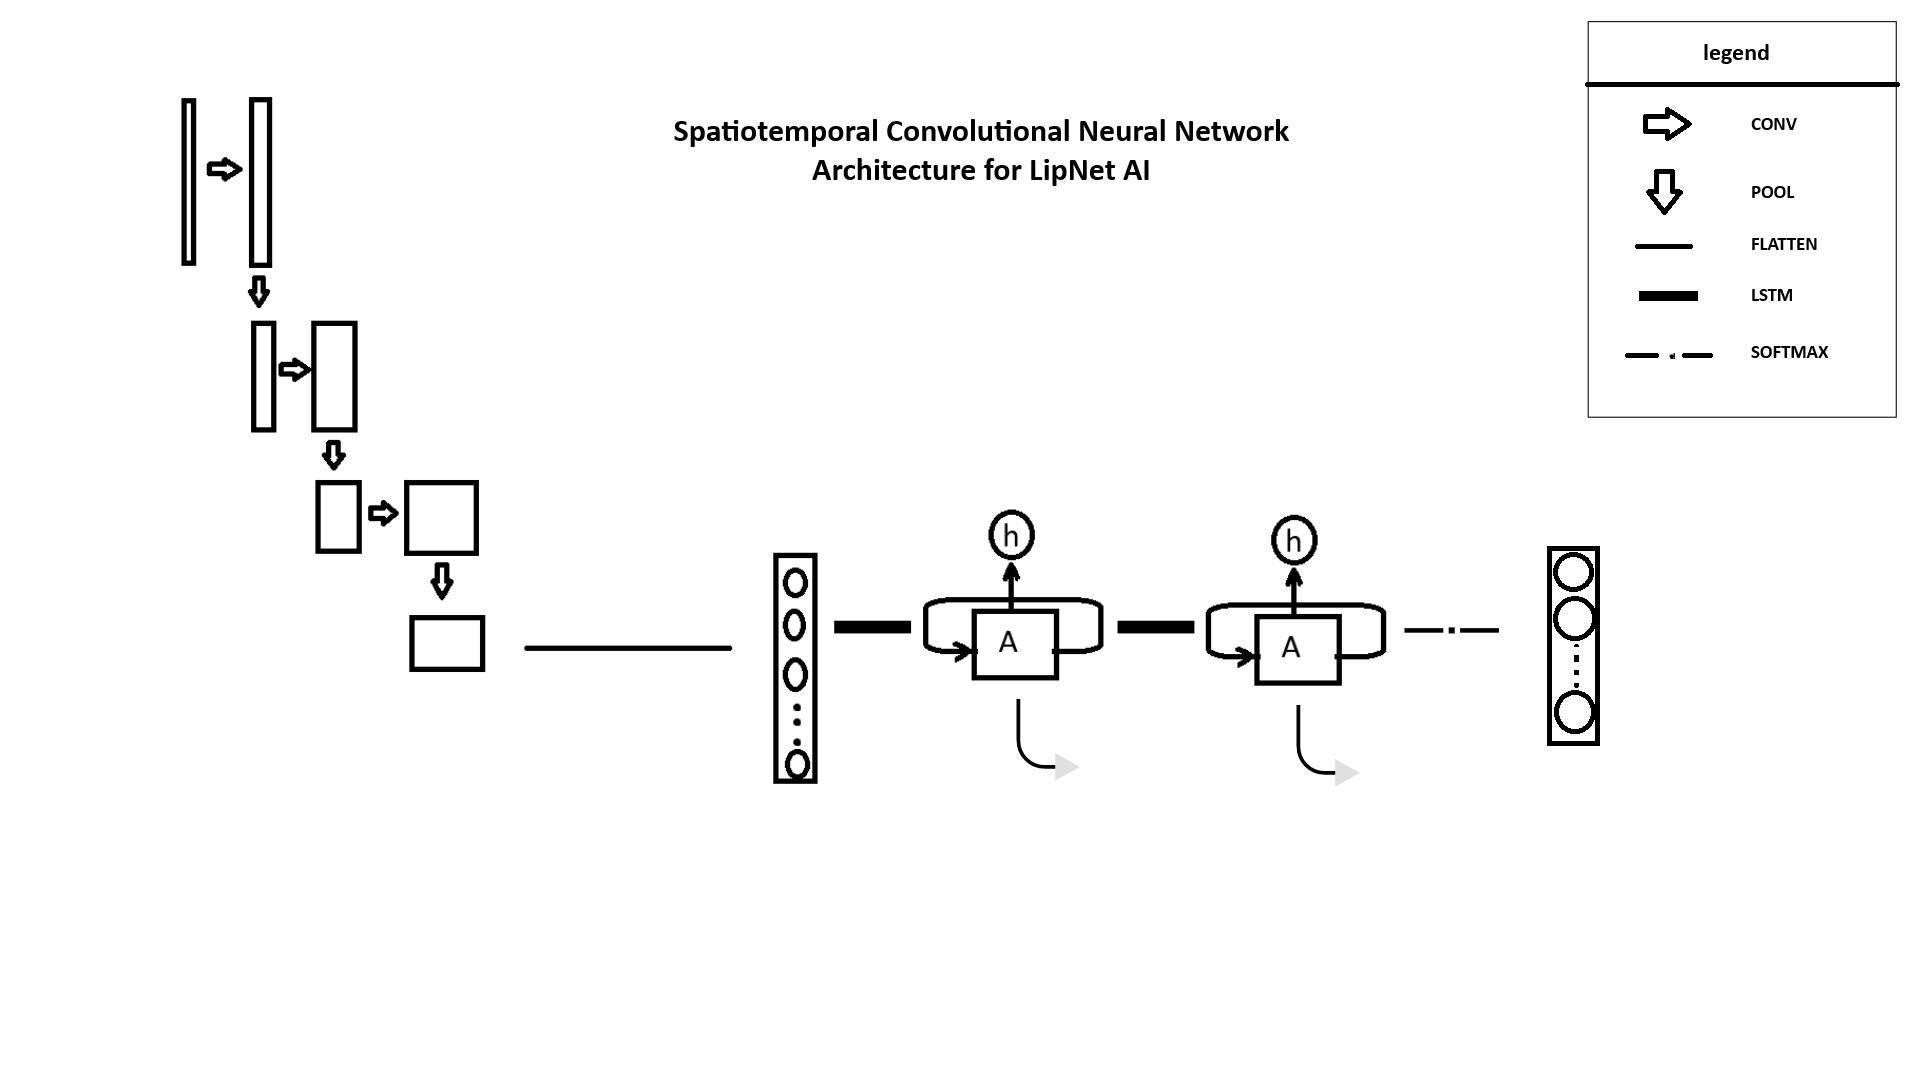 Spatiotemporal Convolutional Neural Network
Architecture for LipNet AI
legend
CONV
POOL
FLATTEN
LSTM
SOFTMAX
h
h
A
A